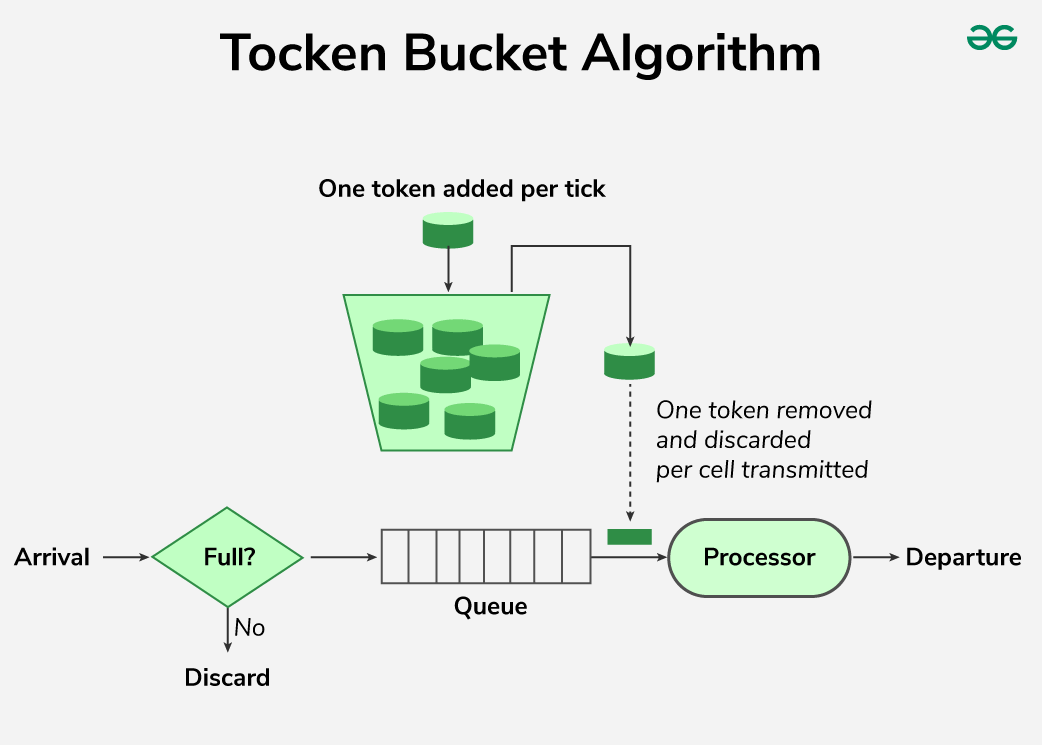 Tocken Bucket Algorithm
One token added per tick
One token removed
and discarded
per cell transmitted
Arrival
Full?
Queue
Processor
Departure
No
Discard